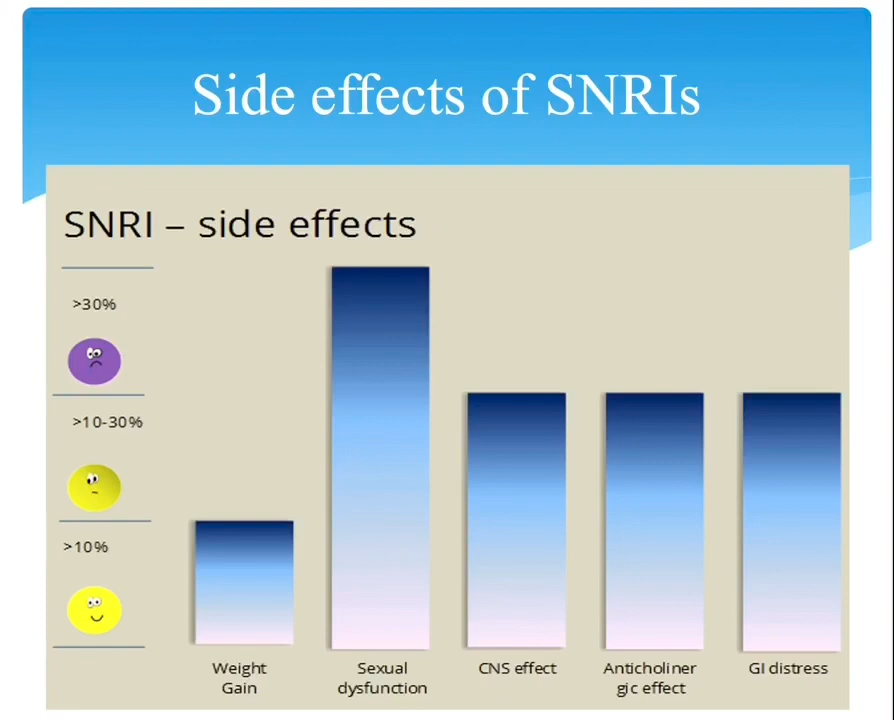 Side effects of SNRIs
SNRI – side effects
>30%
>10-30%
>10%
Weight
Gain
Sexual
dysfunction
CNS effect
Anticholiner
gic effect
GI distress